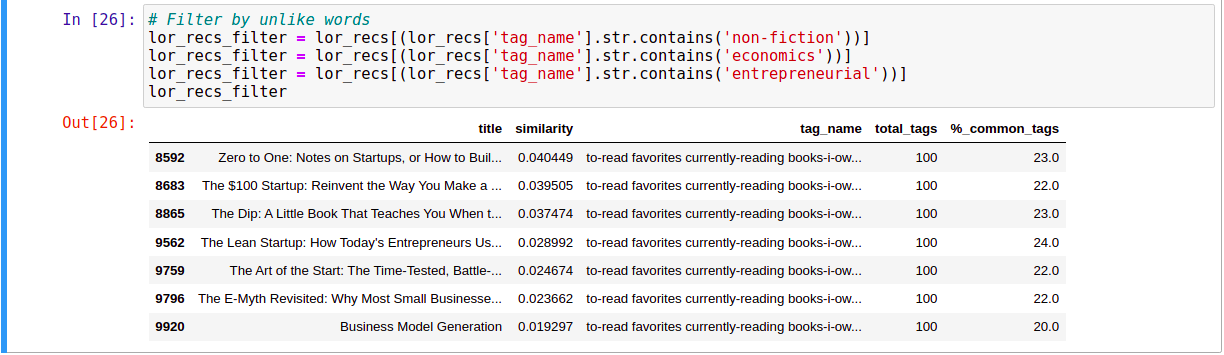 In [26]: # Filter by unlike words
lor_recs_filter = lor_recs[(lor_recs['tag_name'].str.contains('non-fiction'))]
lor_recs_filter = lor_recs[(lor_recs['tag_name'].str.contains('economics'))]
lor_recs_filter = lor_recs[(lor_recs['tag_name'].str.contains('entrepreneurial'))]
lor_recs_filter
Out[26]:
title similarity tag_name total_tags %_common_tags
8592 Zero to One: Notes on Startups, or How to Buil... 0.040449 to-read favorites currently-reading books-i-ow... 100 23.0
8683 The $100 Startup: Reinvent the Way You Make a ... 0.039505 to-read favorites currently-reading books-i-ow... 100 22.0
8865 The Dip: A Little Book That Teaches You When t... 0.037474 to-read favorites currently-reading books-i-ow... 100 23.0
9562 The Lean Startup: How Today's Entrepreneurs Us... 0.028992 to-read favorites currently-reading books-i-ow... 100 24.0
9759 The Art of the Start: The Time-Tested, Battle-... 0.024674 to-read favorites currently-reading books-i-ow... 100 22.0
9796 The E-Myth Revisited: Why Most Small Businesse... 0.023662 to-read favorites currently-reading books-i-ow... 100 22.0
9920 Business Model Generation 0.019297 to-read favorites currently-reading books-i-ow... 100 20.0